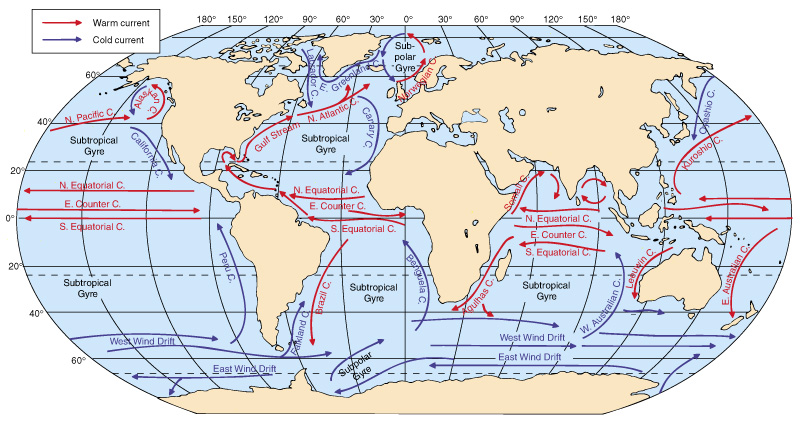 180° 150° 120° 90° 60° 30° 0° 30° 60° 90° 120° 150° 180°
Warm current
Cold current
60°
40°
20°
0°
20°
40°
60°
Labrador C.
Greenland C.
Sub-
polar
Gyre
Norwegian C.
Alaskan C.
N. Pacific C.
Subtropical
Gyre
California C.
Gulf Stream
N. Atlantic C.
Subtropical
Gyre
Canary C.
Oyashio C.
Kuroshio C.
N. Equatorial C.
E. Counter C.
S. Equatorial C.
N. Equatorial C.
E. Counter C.
S. Equatorial C.
Somali C.
N. Equatorial C.
E. Counter C.
S. Equatorial C.
Peru C.
Subtropical
Gyre
Brazil C.
Subtropical
Gyre
Benguela C.
Agulhas C.
Subtropical
Gyre
Leeuwin C.
W. Australian C.
E. Australian C.
Falkland C.
West Wind Drift
West Wind Drift
East Wind Drift
East Wind Drift
Subpolar
Gyre